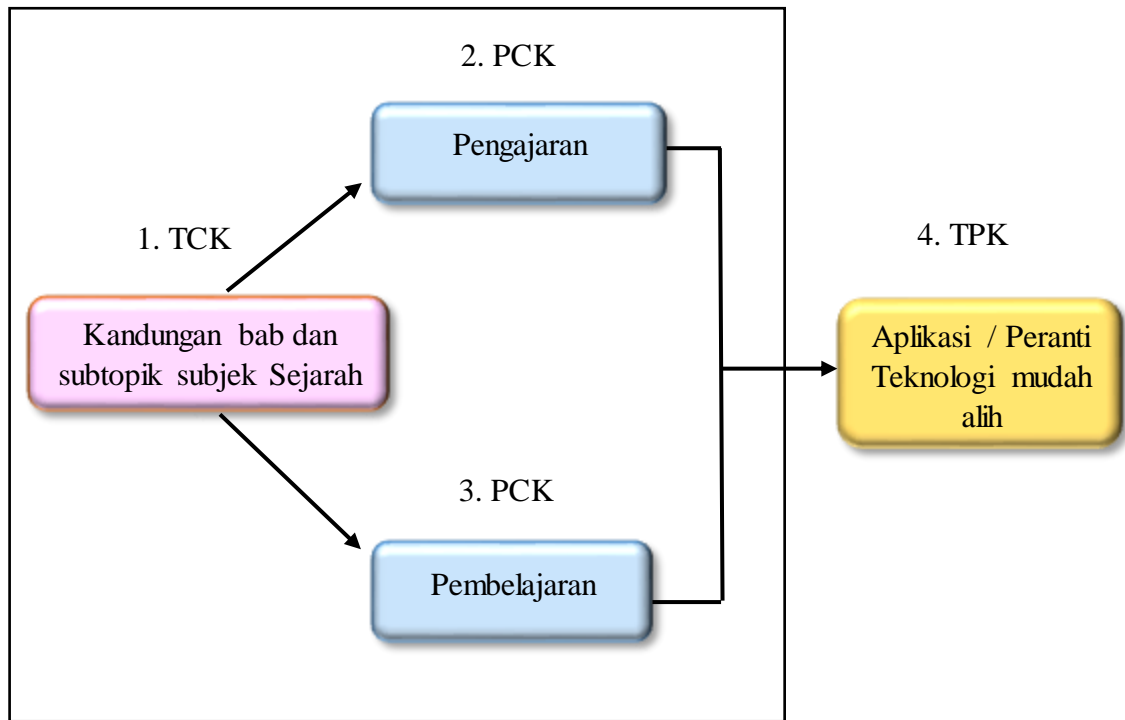 2. PCK
Pengajaran
1. TCK
Kandungan bab dan
subtopik subjek Sejarah
4. TPK
Aplikasi / Peranti
Teknologi mudah
alih
3. PCK
Pembelajaran